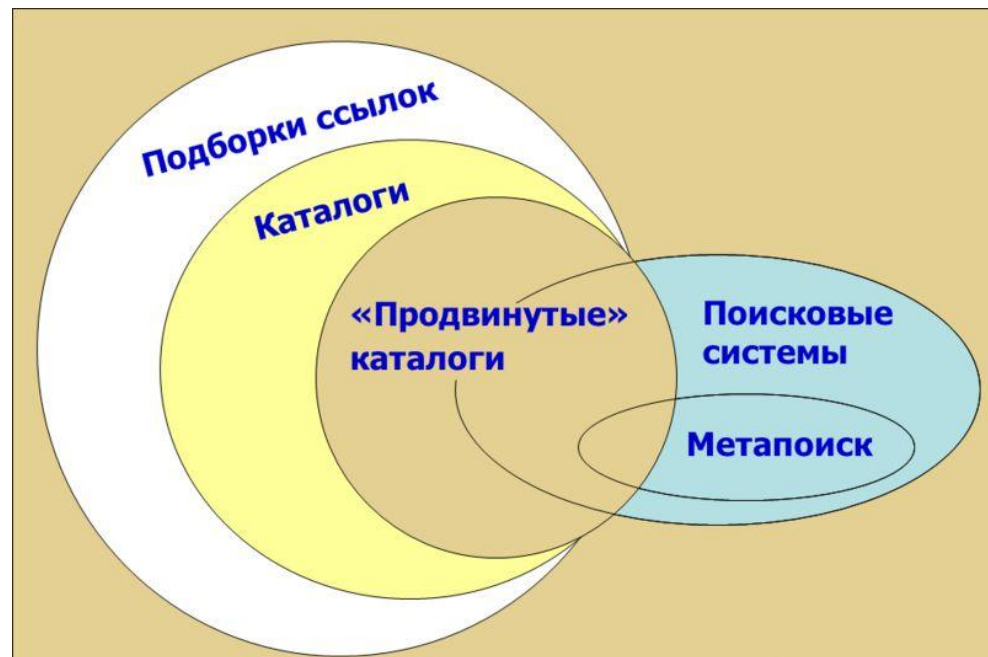 Подборки ссылок
Каталоги
«Продвинутые»
каталоги
Поисковые
системы
Метапоиск